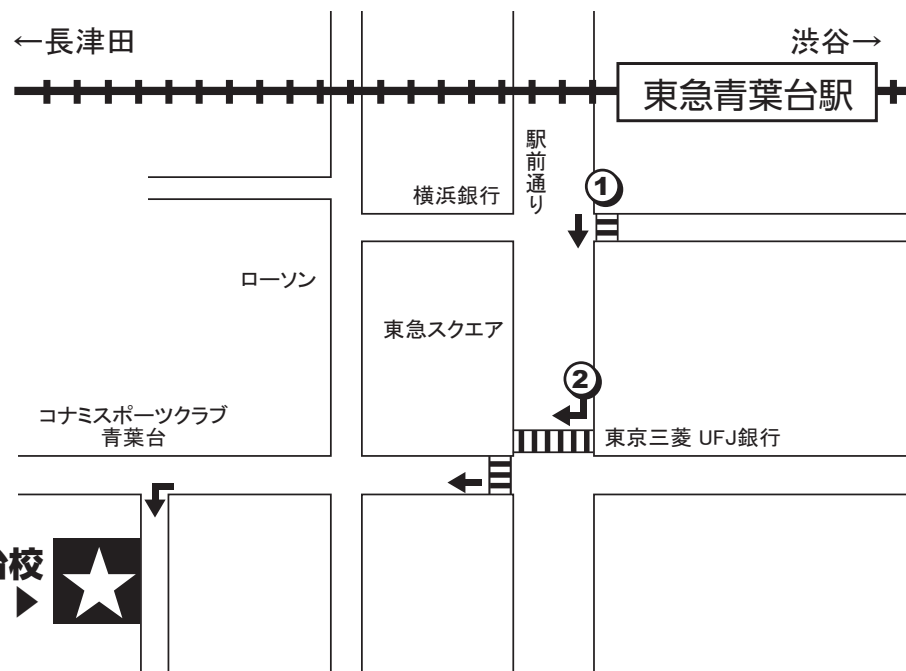 ←長津田
渋谷→
東急青葉台駅
駅前通り
①
横浜銀行
ローソン
東急スクエア
②
コナミスポーツクラブ
青葉台
東京三菱 UFJ銀行
校